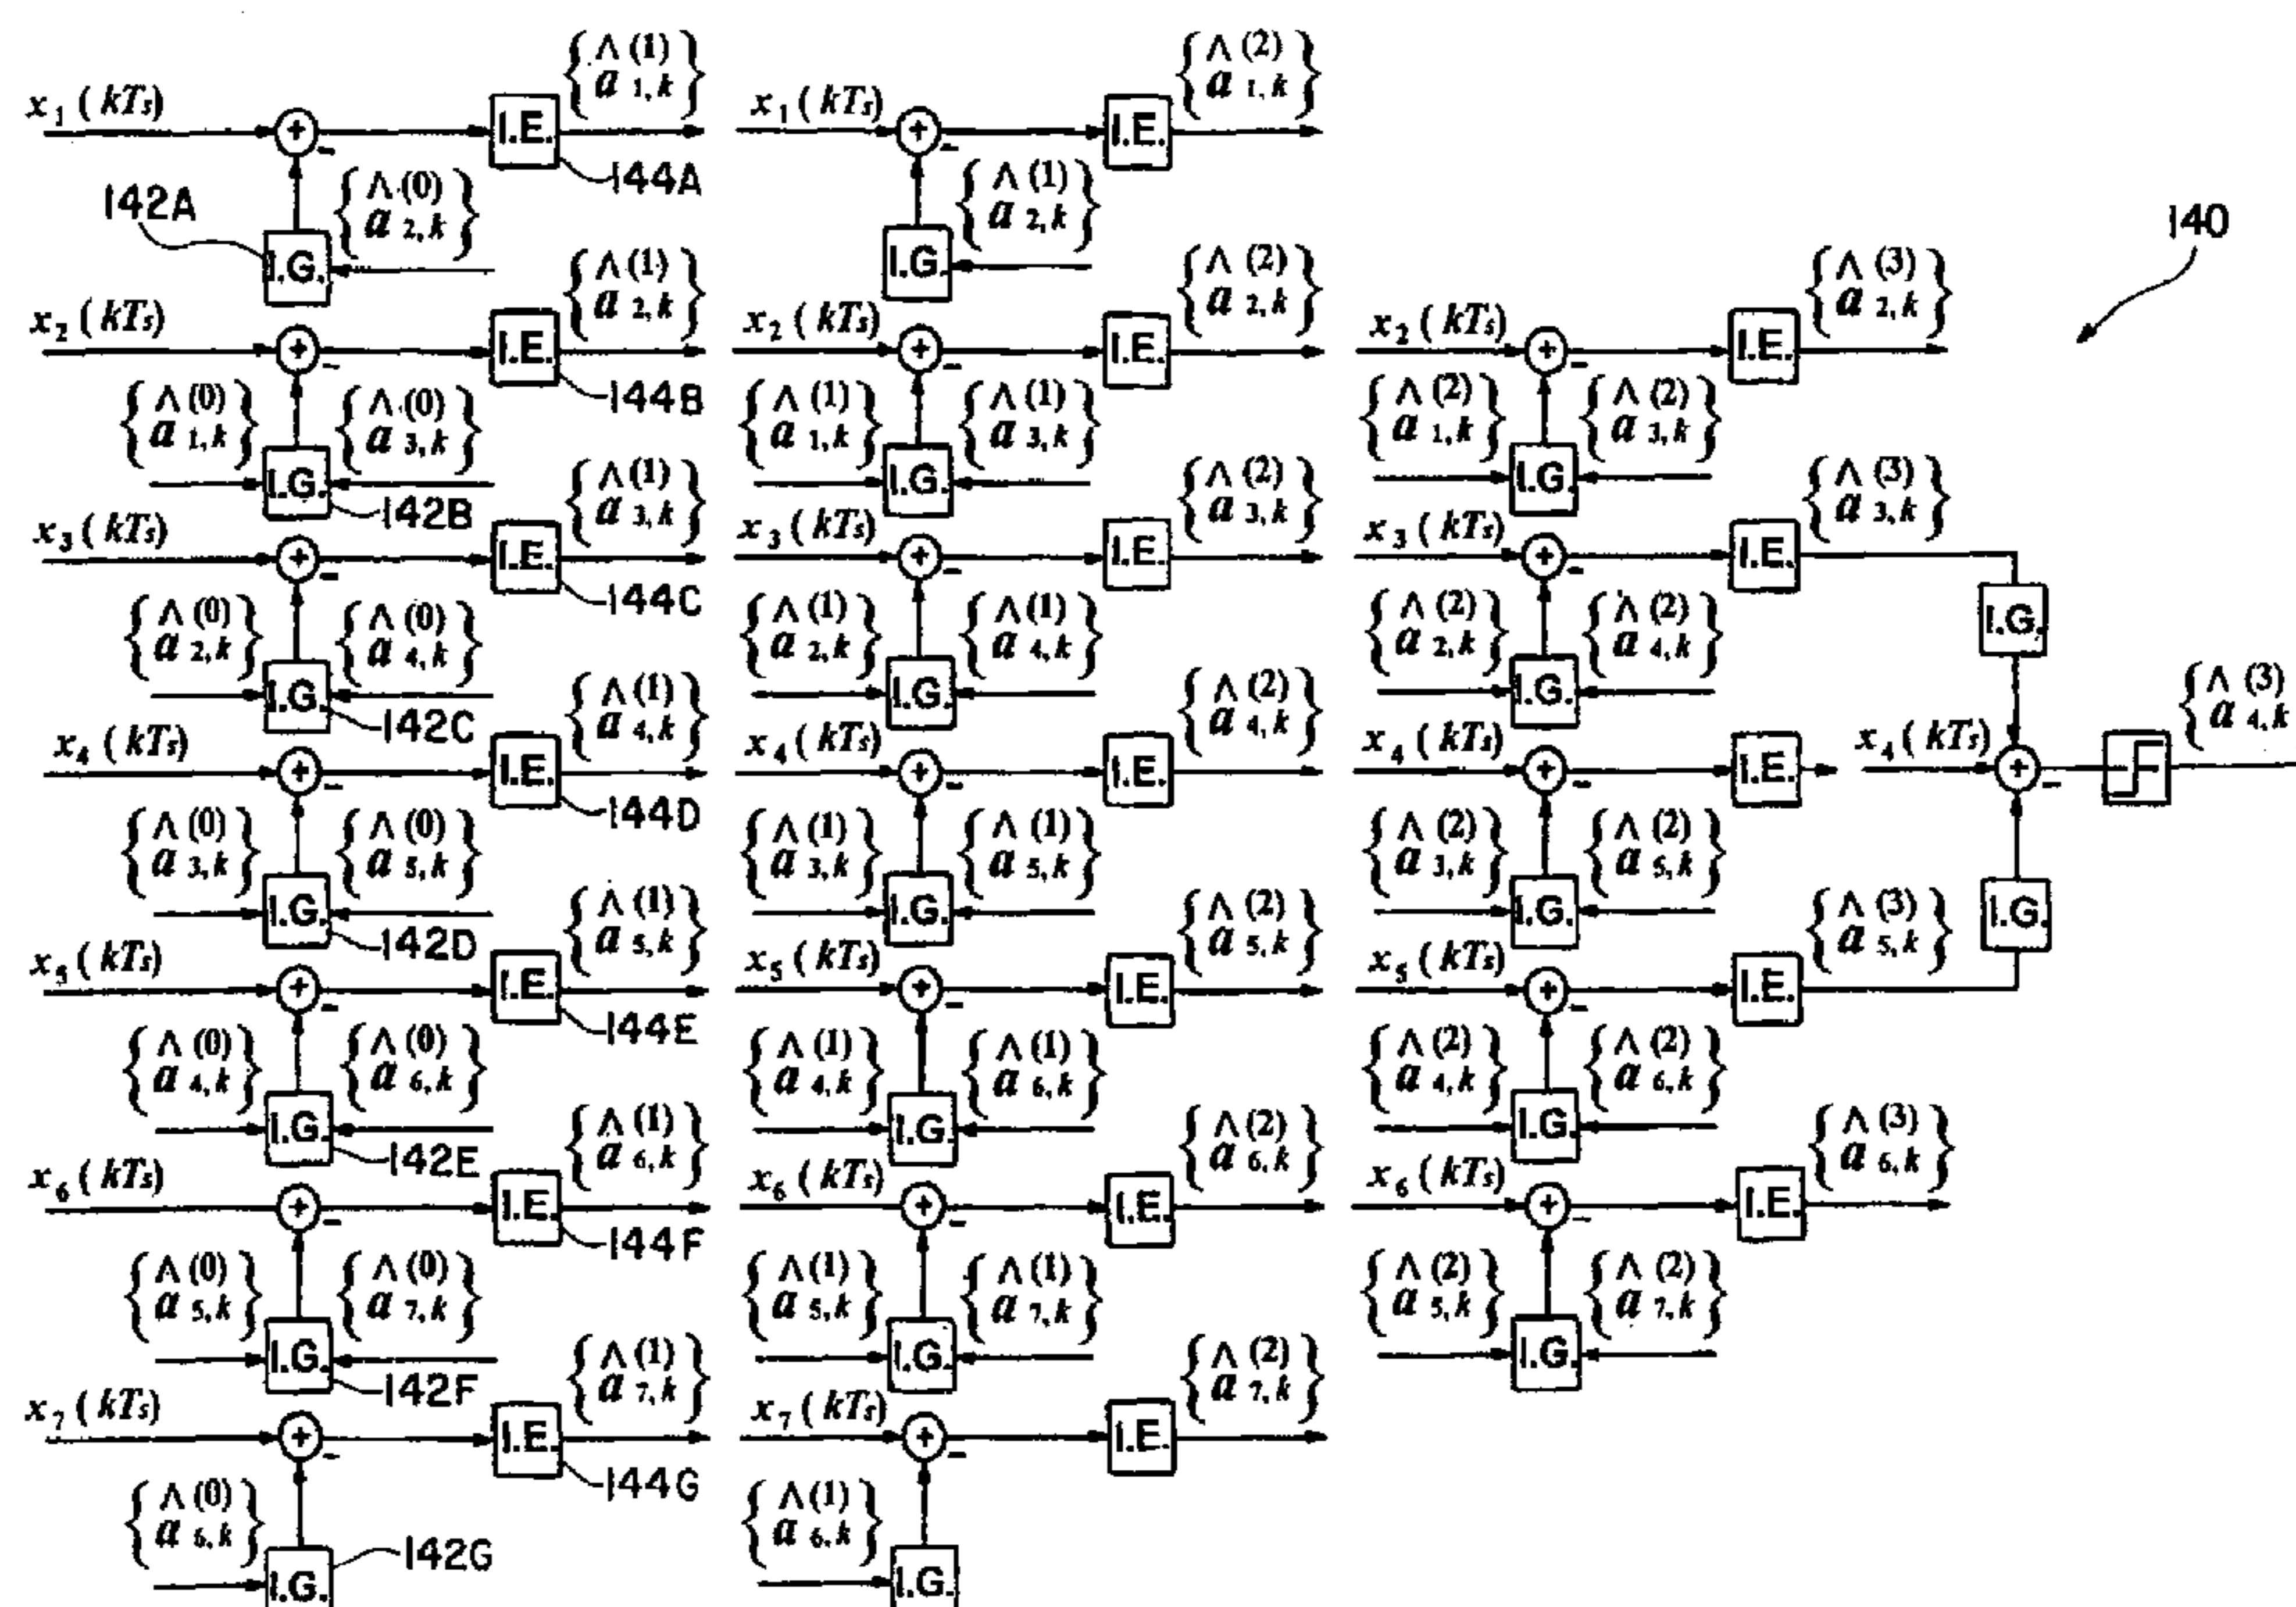 x₁(kTs) I.E. {â⁽¹⁾₁,ₖ} 144A
142A I.G. {â⁽⁰⁾₂,ₖ}
x₂(kTs) I.E. {â⁽¹⁾₂,ₖ} 144B
{â⁽⁰⁾₁,ₖ} I.G. {â⁽⁰⁾₃,ₖ} 142B
x₃(kTs) I.E. {â⁽¹⁾₃,ₖ} 144C
{â⁽⁰⁾₂,ₖ} I.G. {â⁽⁰⁾₄,ₖ} 142C
x₄(kTs) I.E. {â⁽¹⁾₄,ₖ} 144D
{â⁽⁰⁾₃,ₖ} I.G. {â⁽⁰⁾₅,ₖ} 142D
x₅(kTs) I.E. {â⁽¹⁾₅,ₖ} 144E
{â⁽⁰⁾₄,ₖ} I.G. {â⁽⁰⁾₆,ₖ} 142E
x₆(kTs) I.E. {â⁽¹⁾₆,ₖ} 144F
{â⁽⁰⁾₅,ₖ} I.G. {â⁽⁰⁾₇,ₖ} 142F
x₇(kTs) I.E. {â⁽¹⁾₇,ₖ} 144G
{â⁽⁰⁾₆,ₖ} I.G. 142G
x₁(kTs) I.E. {â⁽²⁾₁,ₖ}
I.G. {â⁽¹⁾₂,ₖ}
x₂(kTs) I.E. {â⁽²⁾₂,ₖ}
{â⁽¹⁾₁,ₖ} I.G. {â⁽¹⁾₃,ₖ}
x₃(kTs) I.E. {â⁽²⁾₃,ₖ}
{â⁽¹⁾₂,ₖ} I.G. {â⁽¹⁾₄,ₖ}
x₄(kTs) I.E. {â⁽²⁾₄,ₖ}
{â⁽¹⁾₃,ₖ} I.G. {â⁽¹⁾₅,ₖ}
x₅(kTs) I.E. {â⁽²⁾₅,ₖ}
{â⁽¹⁾₄,ₖ} I.G. {â⁽¹⁾₆,ₖ}
x₆(kTs) I.E. {â⁽²⁾₆,ₖ}
{â⁽¹⁾₅,ₖ} I.G. {â⁽¹⁾₇,ₖ}
x₇(kTs) I.E. {â⁽²⁾₇,ₖ}
{â⁽¹⁾₆,ₖ} I.G.
140
x₂(kTs) I.E. {â⁽³⁾₂,ₖ}
{â⁽²⁾₁,ₖ} I.G. {â⁽²⁾₃,ₖ}
x₃(kTs) I.E. {â⁽³⁾₃,ₖ}
{â⁽²⁾₂,ₖ} I.G. {â⁽²⁾₄,ₖ}
x₄(kTs) I.E.
{â⁽²⁾₃,ₖ} I.G. {â⁽²⁾₅,ₖ}
x₅(kTs) I.E. {â⁽³⁾₅,ₖ}
{â⁽²⁾₄,ₖ} I.G. {â⁽²⁾₆,ₖ}
x₆(kTs) I.E. {â⁽³⁾₆,ₖ}
{â⁽²⁾₅,ₖ} I.G. {â⁽²⁾₇,ₖ}
I.G.
x₄(kTs) {â⁽³⁾₄,ₖ
I.G.